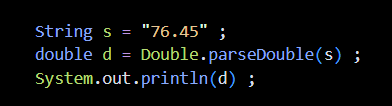 String s = "76.45" ;
double d = Double.parseDouble(s) ;
System.out.println(d) ;